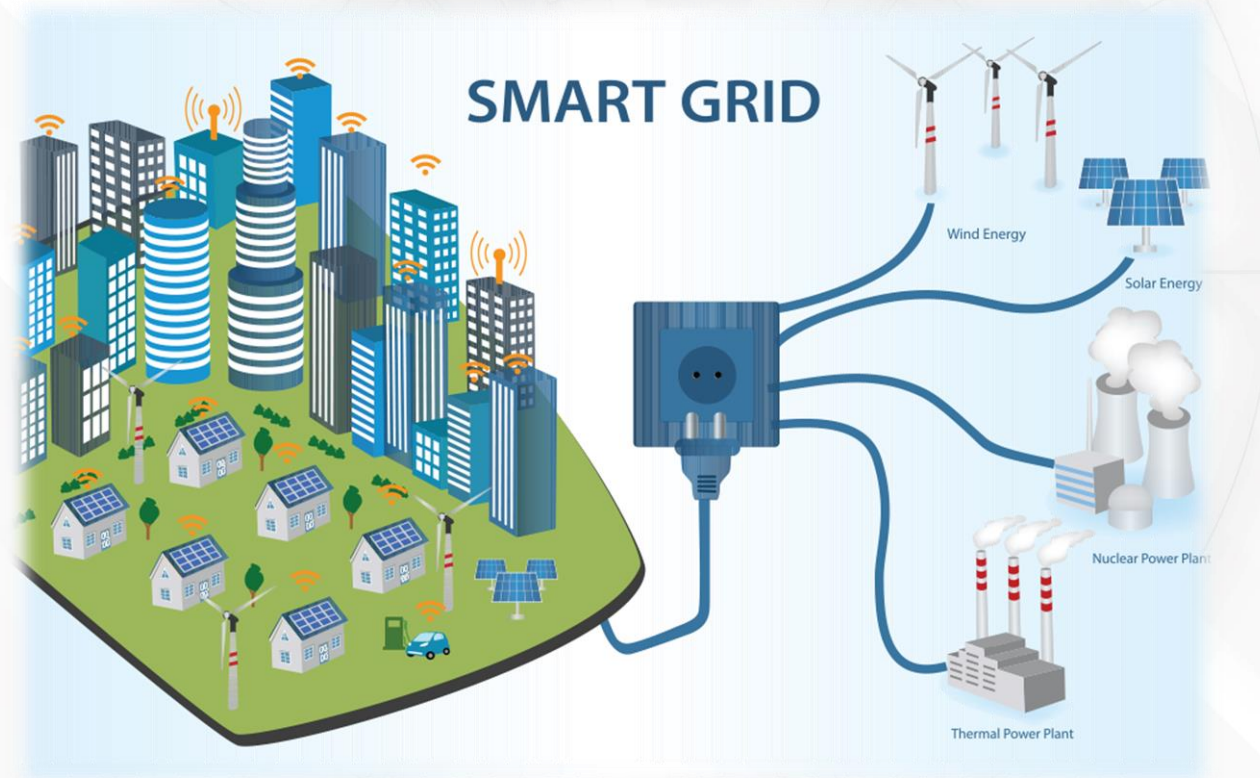 SMART GRID
Wind Energy
Solar Energy
Nuclear Power Plant
Thermal Power Plant